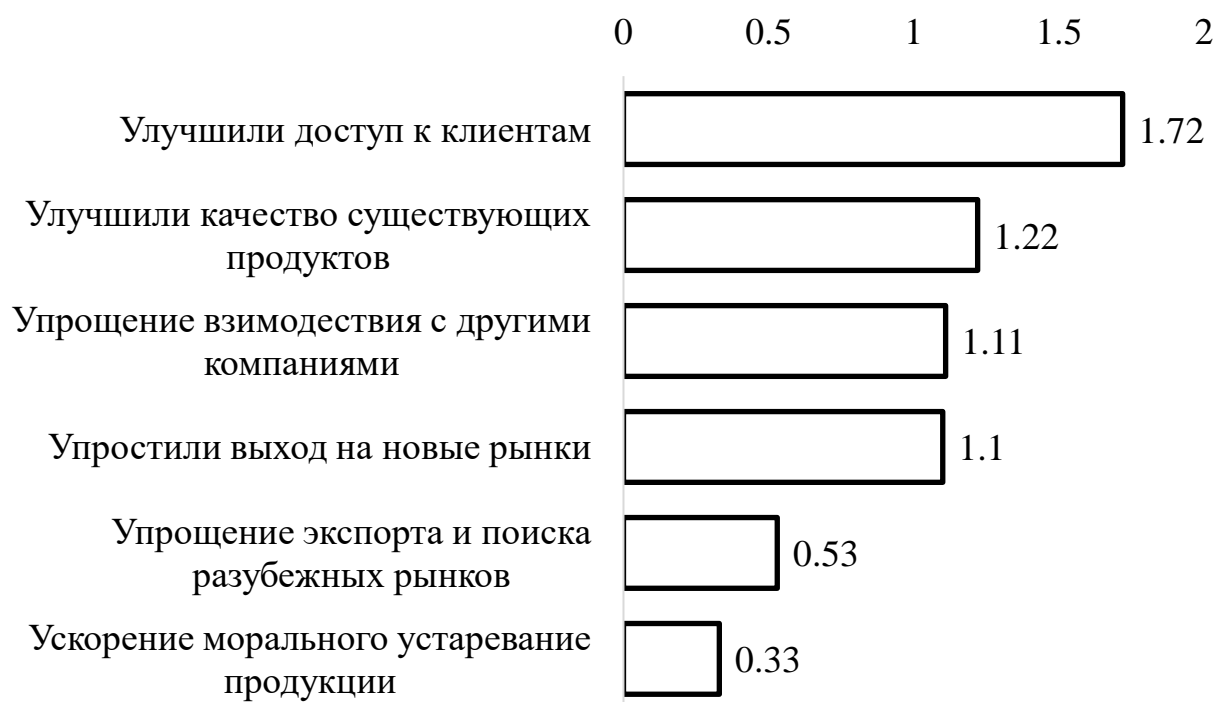 0 0.5 1 1.5 2
Улучшили доступ к клиентам
1.72
Улучшили качество существующих
продуктов
1.22
Упрощение взимодествия с другими
компаниями
1.11
Упростили выход на новые рынки
1.1
Упрощение экспорта и поиска
разубежных рынков
0.53
Ускорение морального устаревание
продукции
0.33